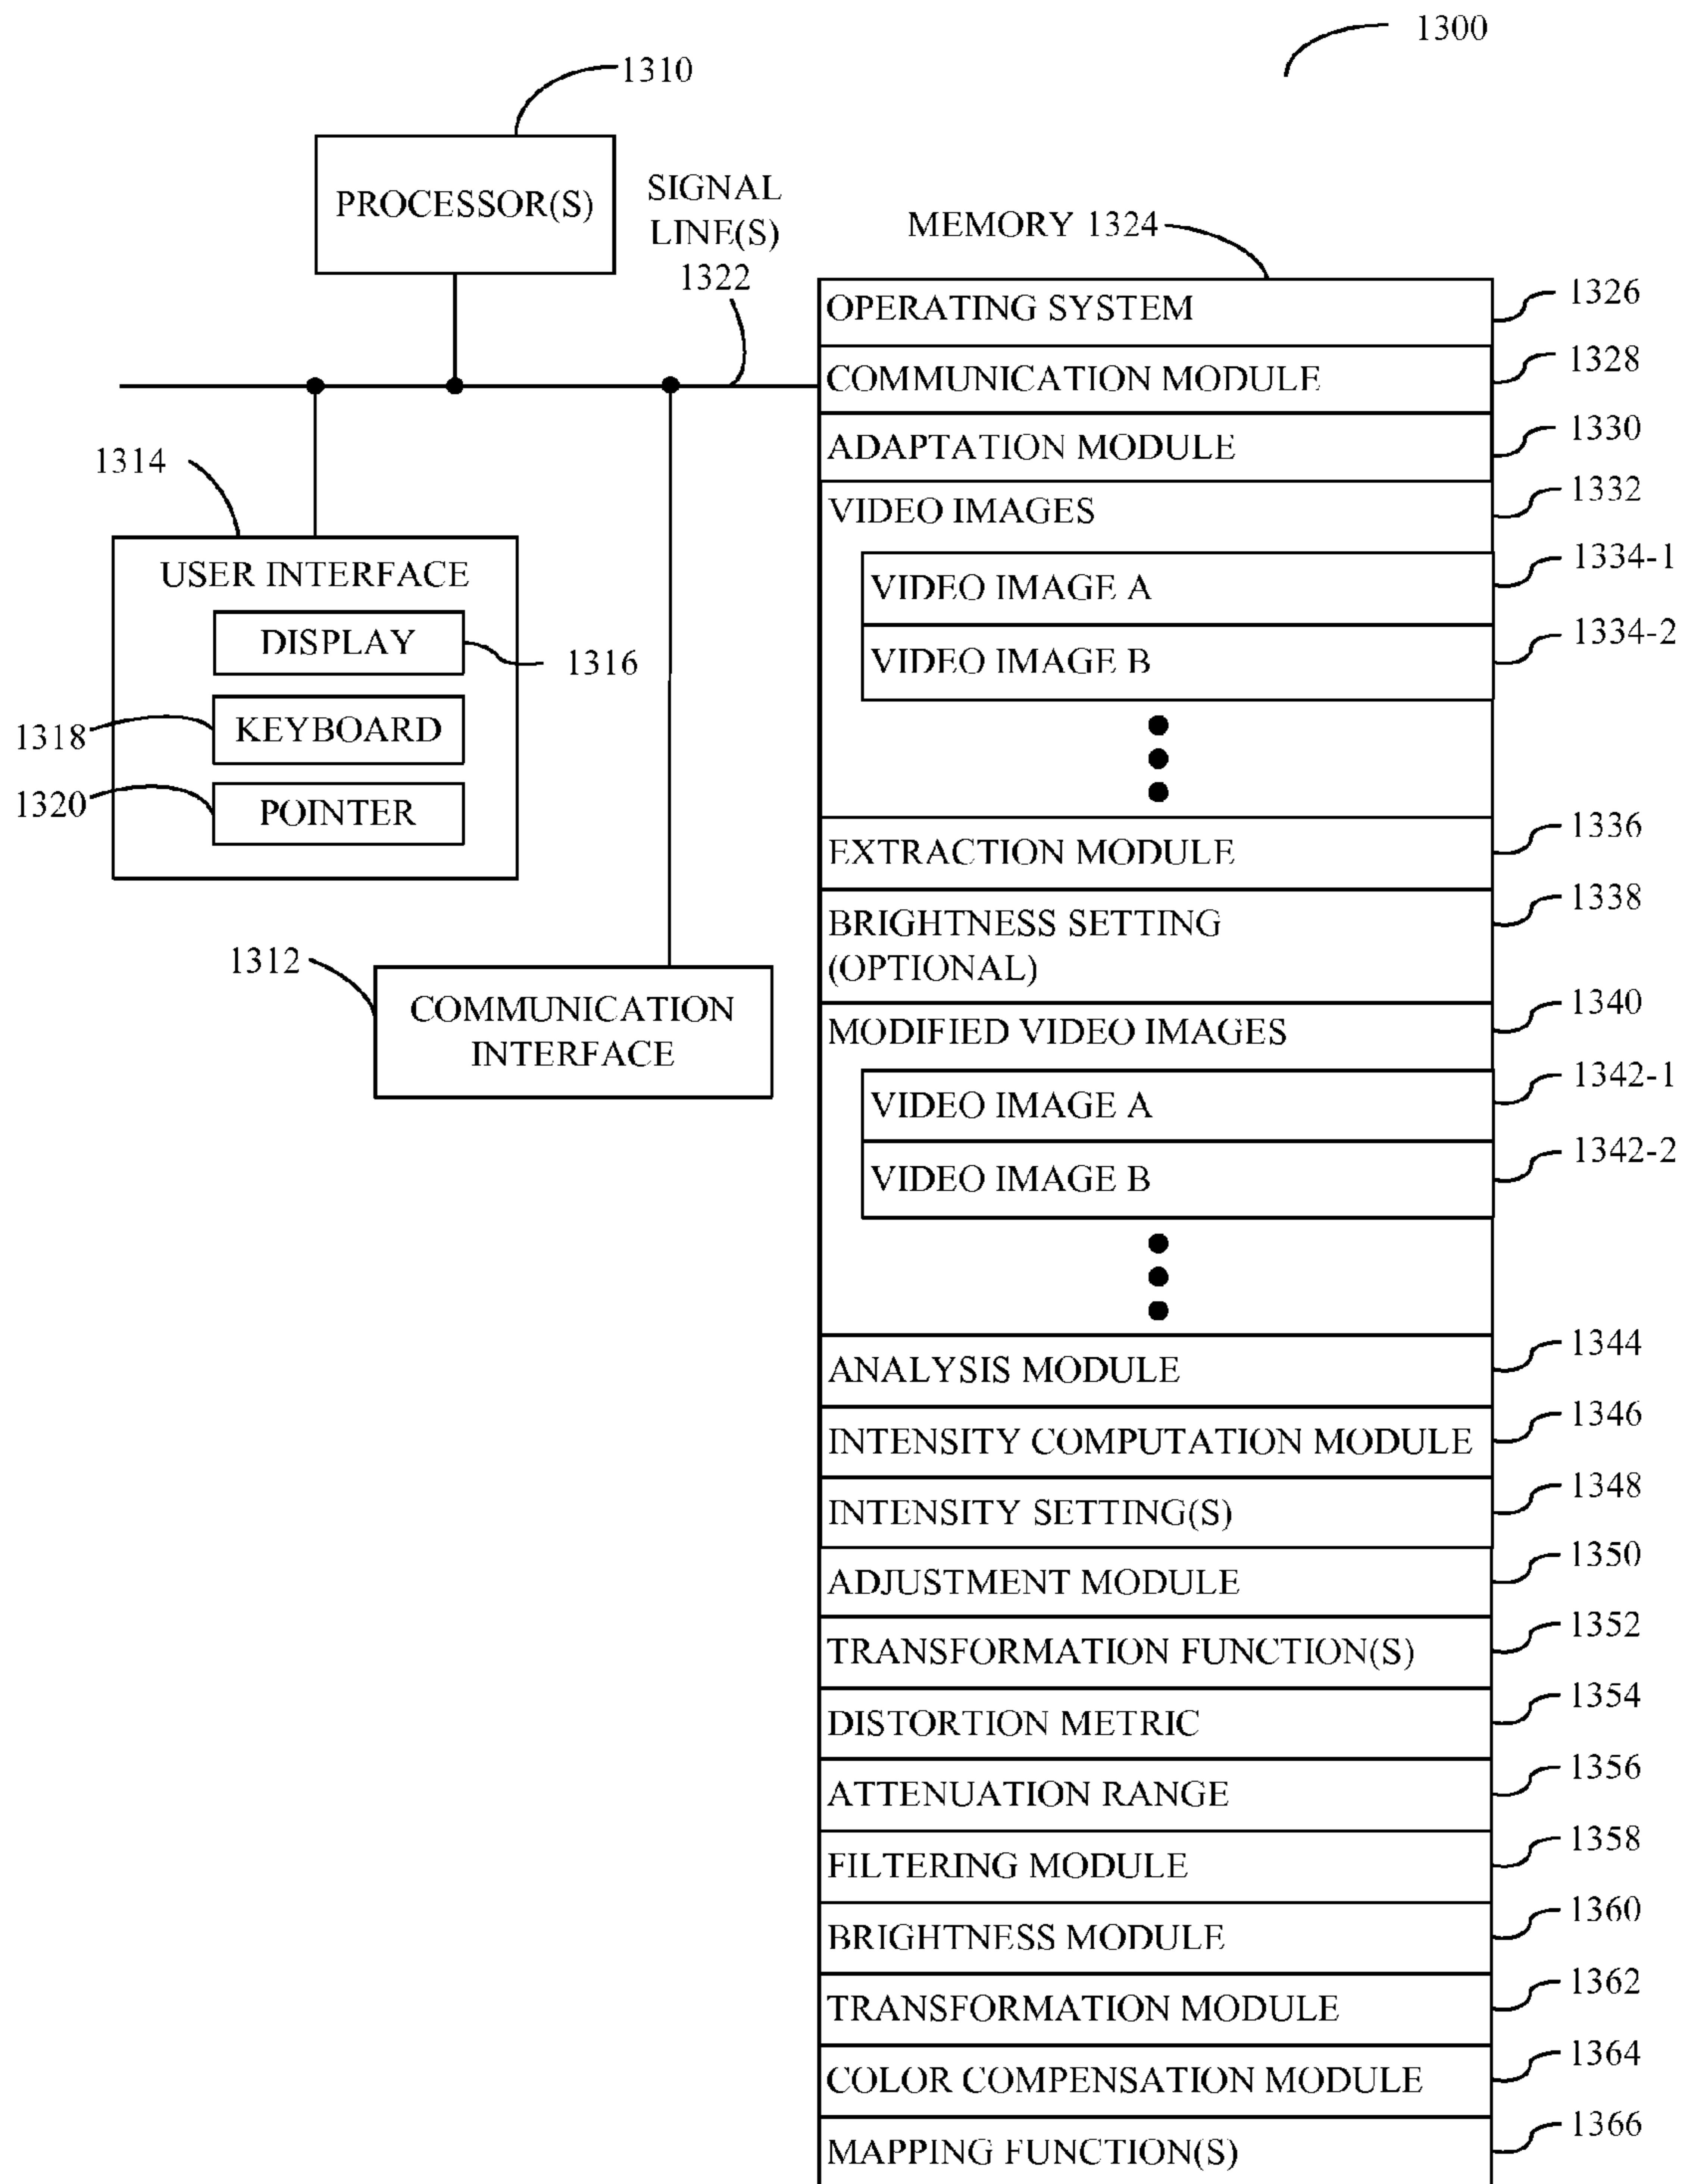 1300
1310
PROCESSOR(S)
SIGNAL
LINE(S)
1322
1314
USER INTERFACE
DISPLAY
1316
1318
KEYBOARD
1320
POINTER
1312
COMMUNICATION
INTERFACE
MEMORY 1324
OPERATING SYSTEM 1326
COMMUNICATION MODULE 1328
ADAPTATION MODULE 1330
VIDEO IMAGES 1332
VIDEO IMAGE A 1334-1
VIDEO IMAGE B 1334-2
EXTRACTION MODULE 1336
BRIGHTNESS SETTING 1338
(OPTIONAL)
MODIFIED VIDEO IMAGES 1340
VIDEO IMAGE A 1342-1
VIDEO IMAGE B 1342-2
ANALYSIS MODULE 1344
INTENSITY COMPUTATION MODULE 1346
INTENSITY SETTING(S) 1348
ADJUSTMENT MODULE 1350
TRANSFORMATION FUNCTION(S) 1352
DISTORTION METRIC 1354
ATTENUATION RANGE 1356
FILTERING MODULE 1358
BRIGHTNESS MODULE 1360
TRANSFORMATION MODULE 1362
COLOR COMPENSATION MODULE 1364
MAPPING FUNCTION(S) 1366